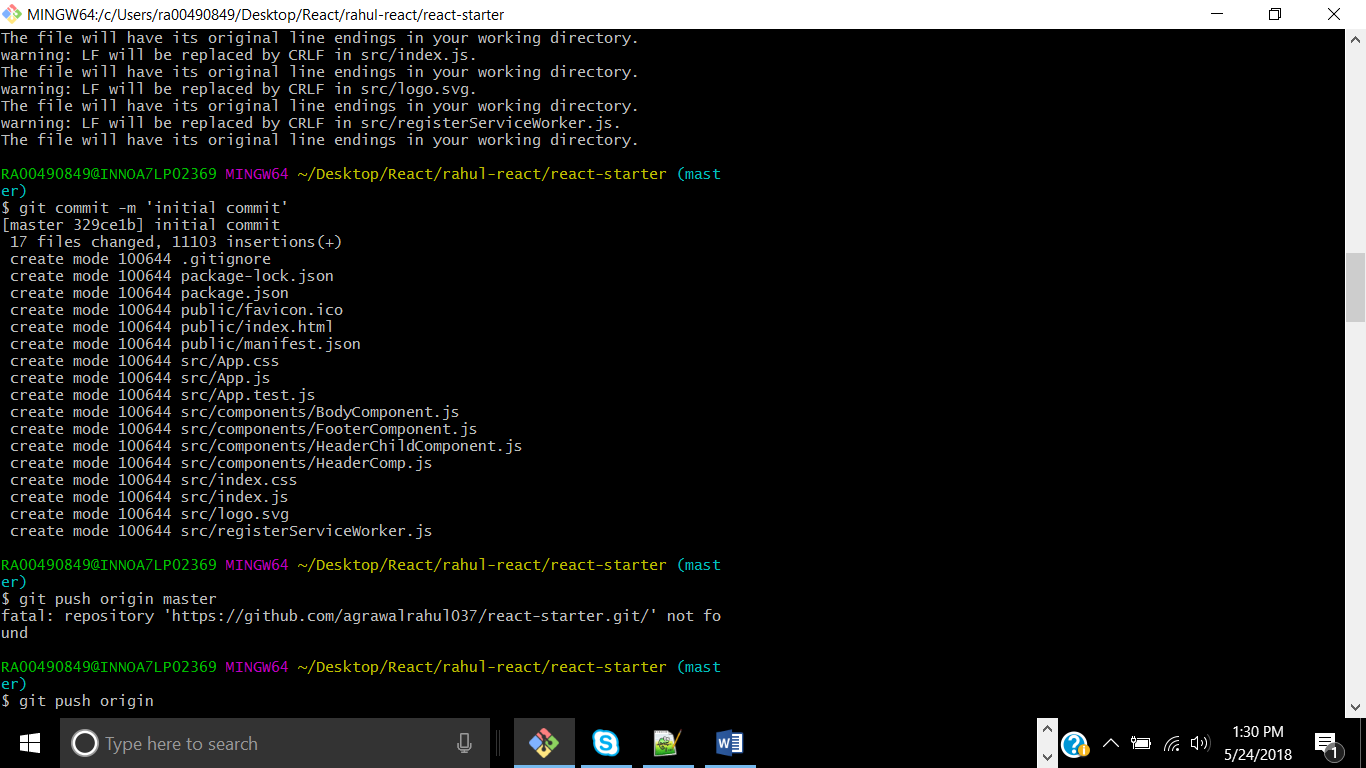 MINGW64:/c/Users/ra00490849/Desktop/React/rahul-react/react-starter
The file will have its original line endings in your working directory.
warning: LF will be replaced by CRLF in src/index.js.
The file will have its original line endings in your working directory.
warning: LF will be replaced by CRLF in src/logo.svg.
The file will have its original line endings in your working directory.
warning: LF will be replaced by CRLF in src/registerServiceWorker.js.
The file will have its original line endings in your working directory.
RA00490849@INNOA7LP02369 MINGW64 ~/Desktop/React/rahul-react/react-starter (mast
er)
$ git commit -m 'initial commit'
[master 329ce1b] initial commit
17 files changed, 11103 insertions(+)
create mode 100644 .gitignore
create mode 100644 package-lock.json
create mode 100644 package.json
create mode 100644 public/favicon.ico
create mode 100644 public/index.html
create mode 100644 public/manifest.json
create mode 100644 src/App.css
create mode 100644 src/App.js
create mode 100644 src/App.test.js
create mode 100644 src/components/BodyComponent.js
create mode 100644 src/components/FooterComponent.js
create mode 100644 src/components/HeaderChildComponent.js
create mode 100644 src/components/HeaderComp.js
create mode 100644 src/index.css
create mode 100644 src/index.js
create mode 100644 src/logo.svg
create mode 100644 src/registerServiceWorker.js
RA00490849@INNOA7LP02369 MINGW64 ~/Desktop/React/rahul-react/react-starter (mast
er)
$ git push origin master
fatal: repository 'https://github.com/agrawalrahul037/react-starter.git/' not fo
und
RA00490849@INNOA7LP02369 MINGW64 ~/Desktop/React/rahul-react/react-starter (mast
er)
$ git push origin
Type here to search
1:30 PM
5/24/2018
1